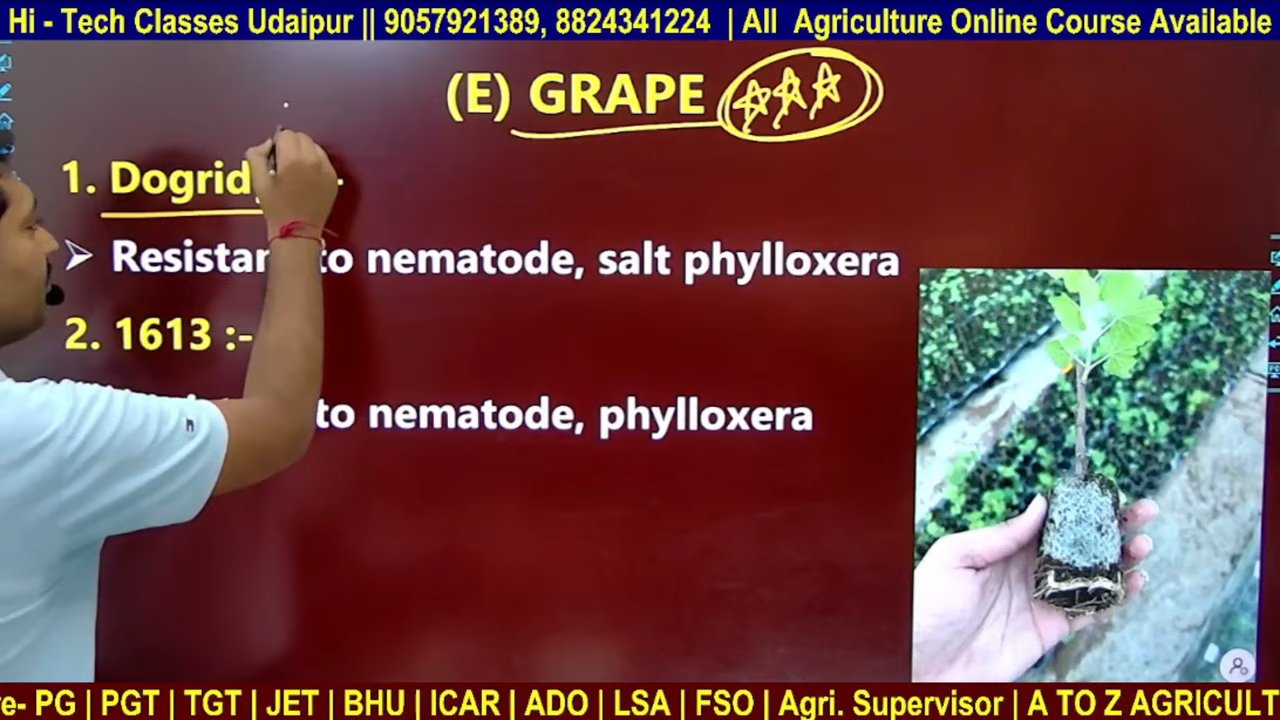 Hi - Tech Classes Udaipur || 9057921389, 8824341224 | All Agriculture Online Course Available
(E) GRAPE
1. Dogrid
➤ Resistan to nematode, salt phylloxera
2. 1613 :-
to nematode, phylloxera
PG | PGT | TGT | JET | BHU | ICAR | ADO | LSA | FSO | Agri. Supervisor | A TO Z AGRICULT